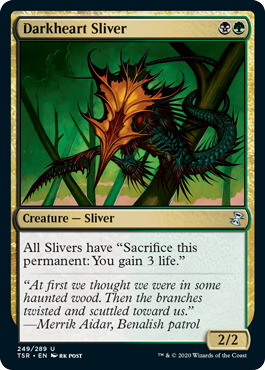 Darkheart Sliver
Creature — Sliver
All Slivers have “Sacrifice this
permanent: You gain 3 life.”
“At first we thought we were in some
haunted wood. Then the branches
twisted and scuttled toward us.”
—Merrik Aidar, Benalish patrol
2/2
249/289 U
TSR • EN RK POST
™ & © 2020 Wizards of the Coast